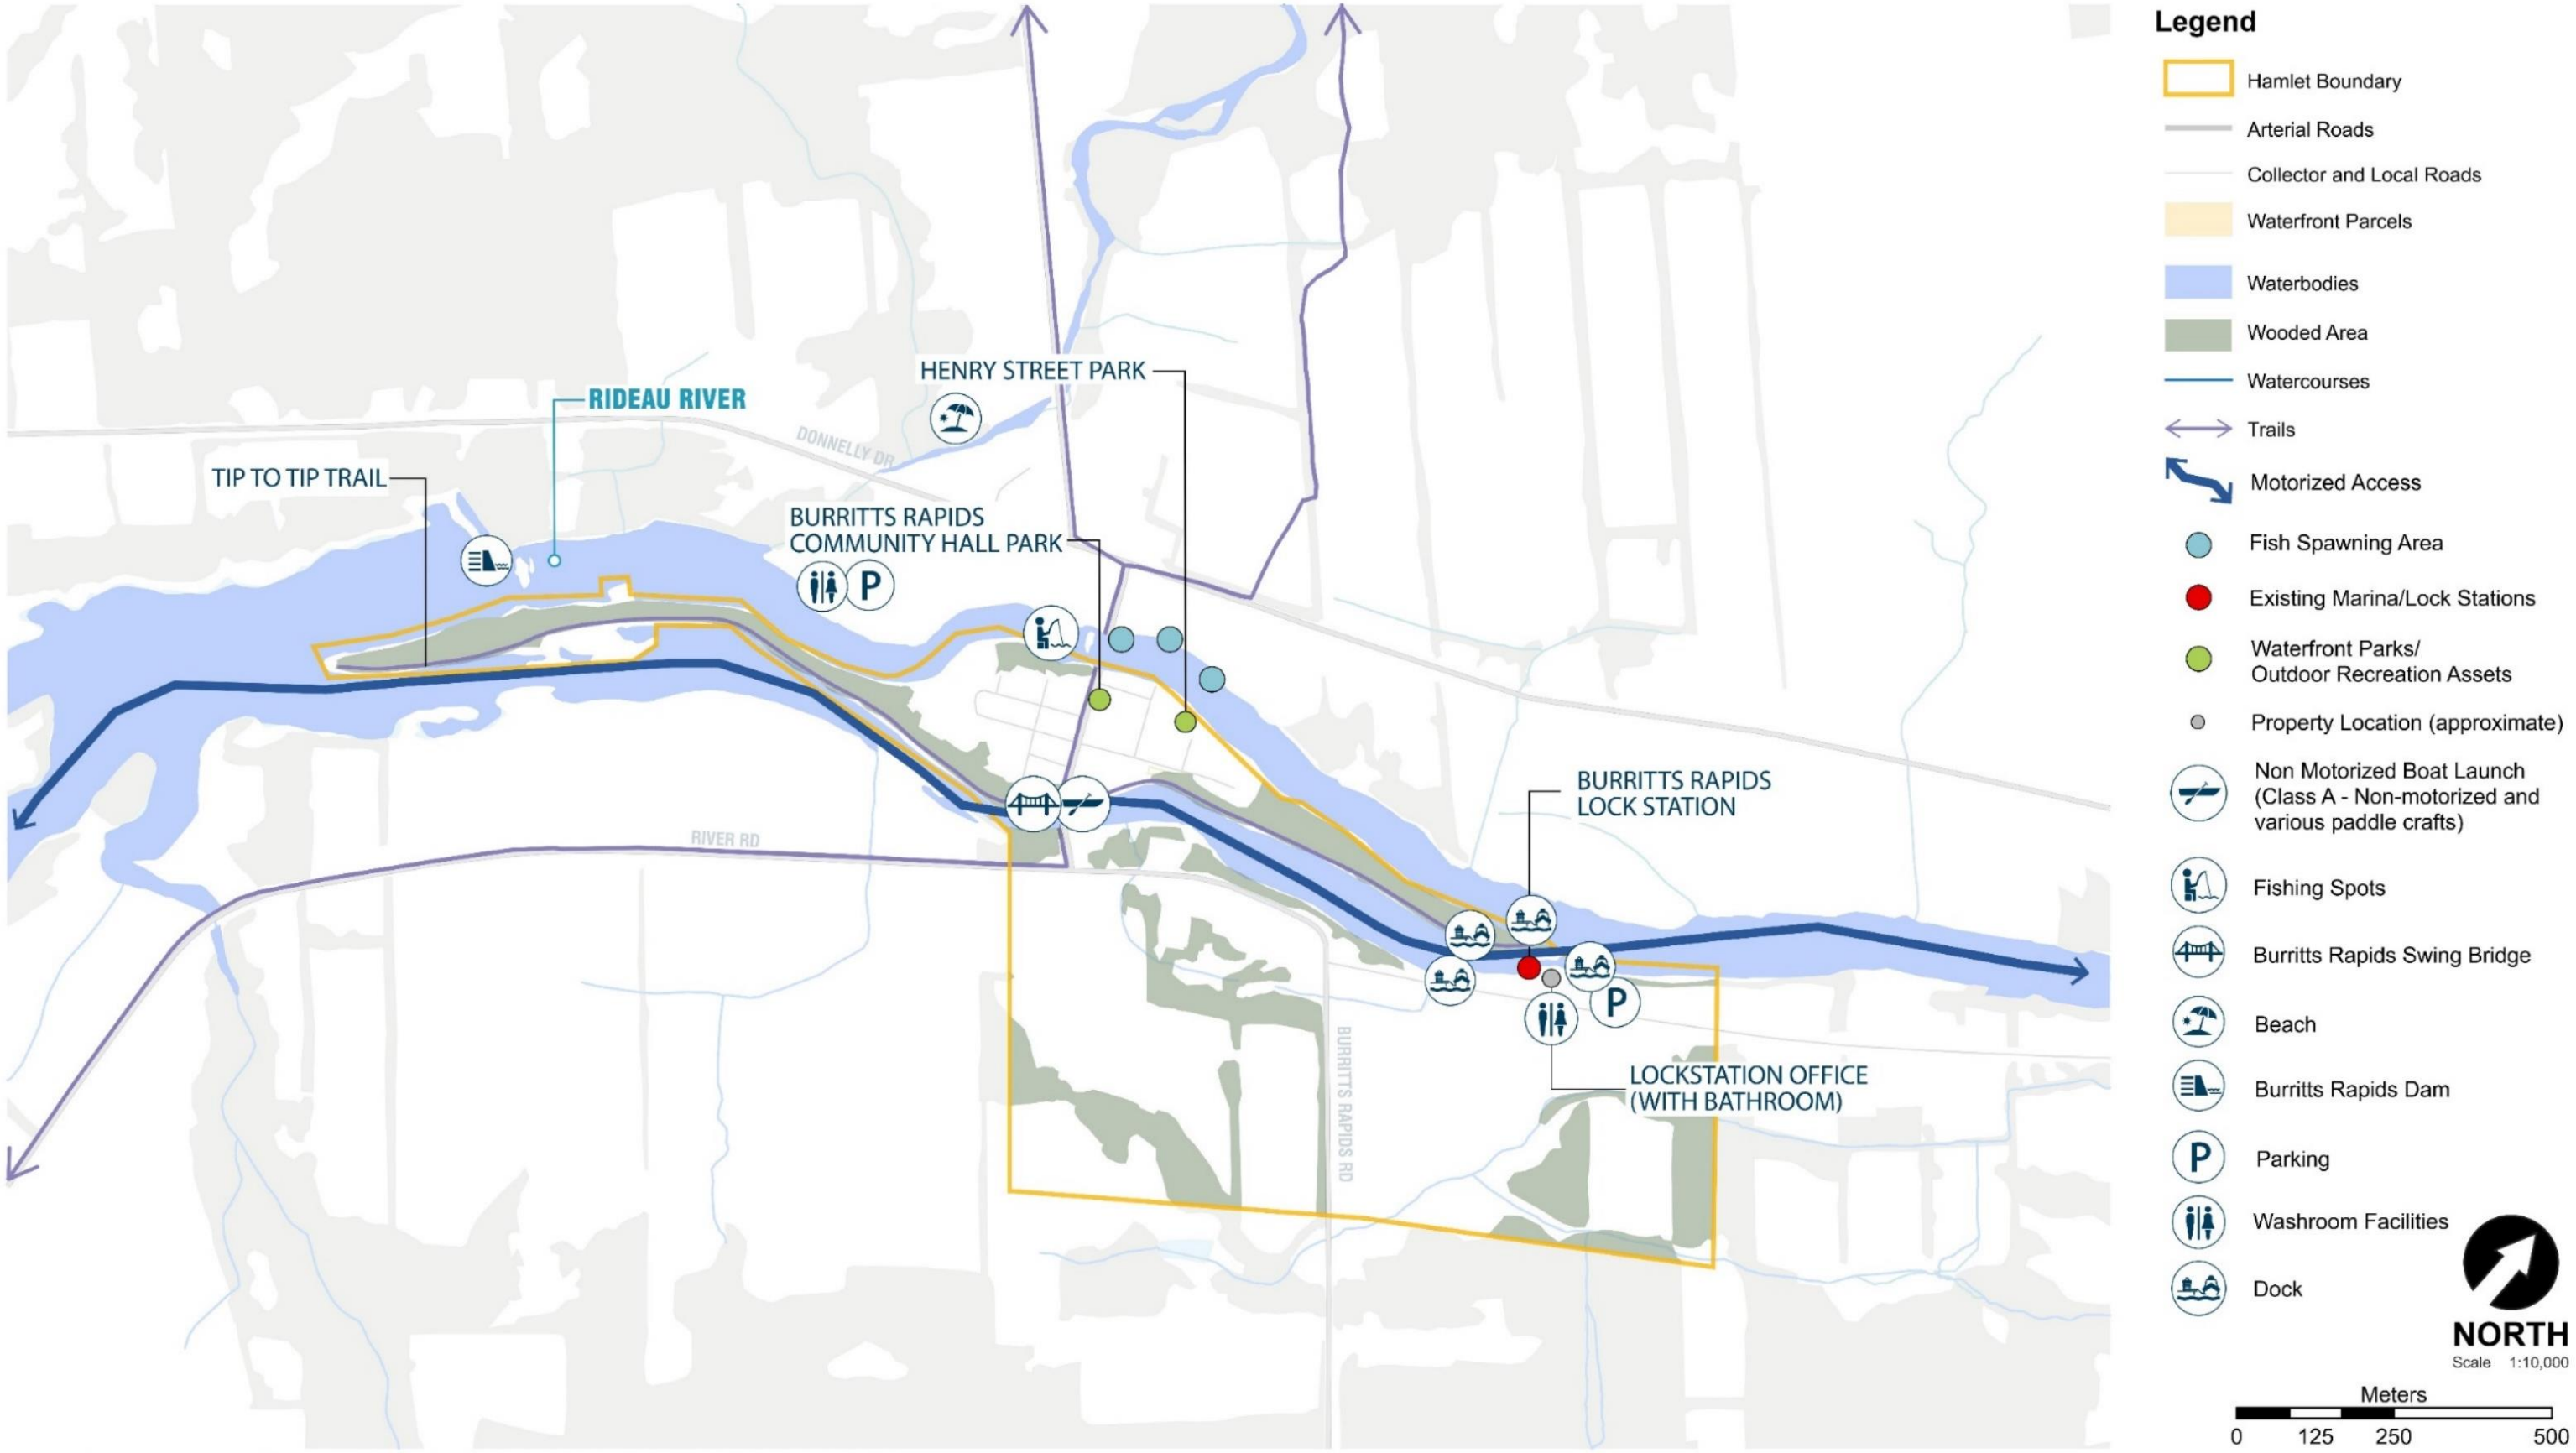 HENRY STREET PARK
RIDEAU RIVER
DONNELLY DR
TIP TO TIP TRAIL
BURRITTS RAPIDS
COMMUNITY HALL PARK
P
BURRITTS RAPIDS
LOCK STATION
RIVER RD
P
BURRITTS RAPIDS RD
LOCKSTATION OFFICE
(WITH BATHROOM)
Legend
Hamlet Boundary
Arterial Roads
Collector and Local Roads
Waterfront Parcels
Waterbodies
Wooded Area
Watercourses
Trails
Motorized Access
Fish Spawning Area
Existing Marina/Lock Stations
Waterfront Parks/
Outdoor Recreation Assets
Property Location (approximate)
Non Motorized Boat Launch
(Class A - Non-motorized and
various paddle crafts)
Fishing Spots
Burritts Rapids Swing Bridge
Beach
Burritts Rapids Dam
P Parking
Washroom Facilities
Dock
NORTH
Scale 1:10,000
Meters
0 125 250 500